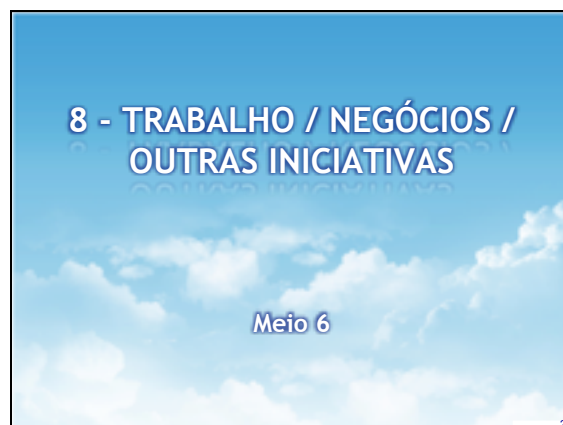 8 - TRABALHO / NEGÓCIOS /
OUTRAS INICIATIVAS
Meio 6